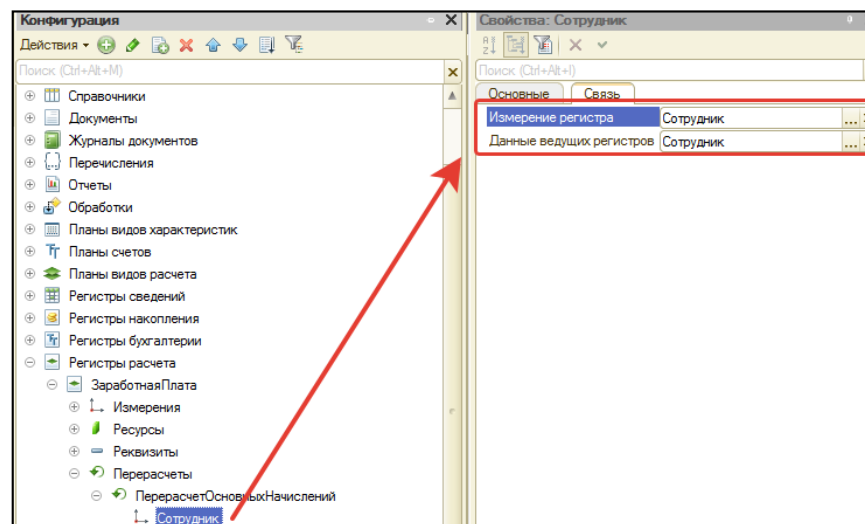 Конфигурация
Действия
Поиск (Ctrl+Alt+M)
Справочники
Документы
Журналы документов
Перечисления
Отчеты
Обработки
Планы видов характеристик
Планы счетов
Планы видов расчета
Регистры сведений
Регистры накопления
Регистры бухгалтерии
Регистры расчета
ЗаработнаяПлата
Измерения
Ресурсы
Реквизиты
Перерасчеты
ПерерасчетОсновныхНачислений
Сотрудник
Свойства: Сотрудник
Поиск (Ctrl+Alt+I)
Основные Связь
Измерение регистра Сотрудник ...
Данные ведущих регистров Сотрудник ...